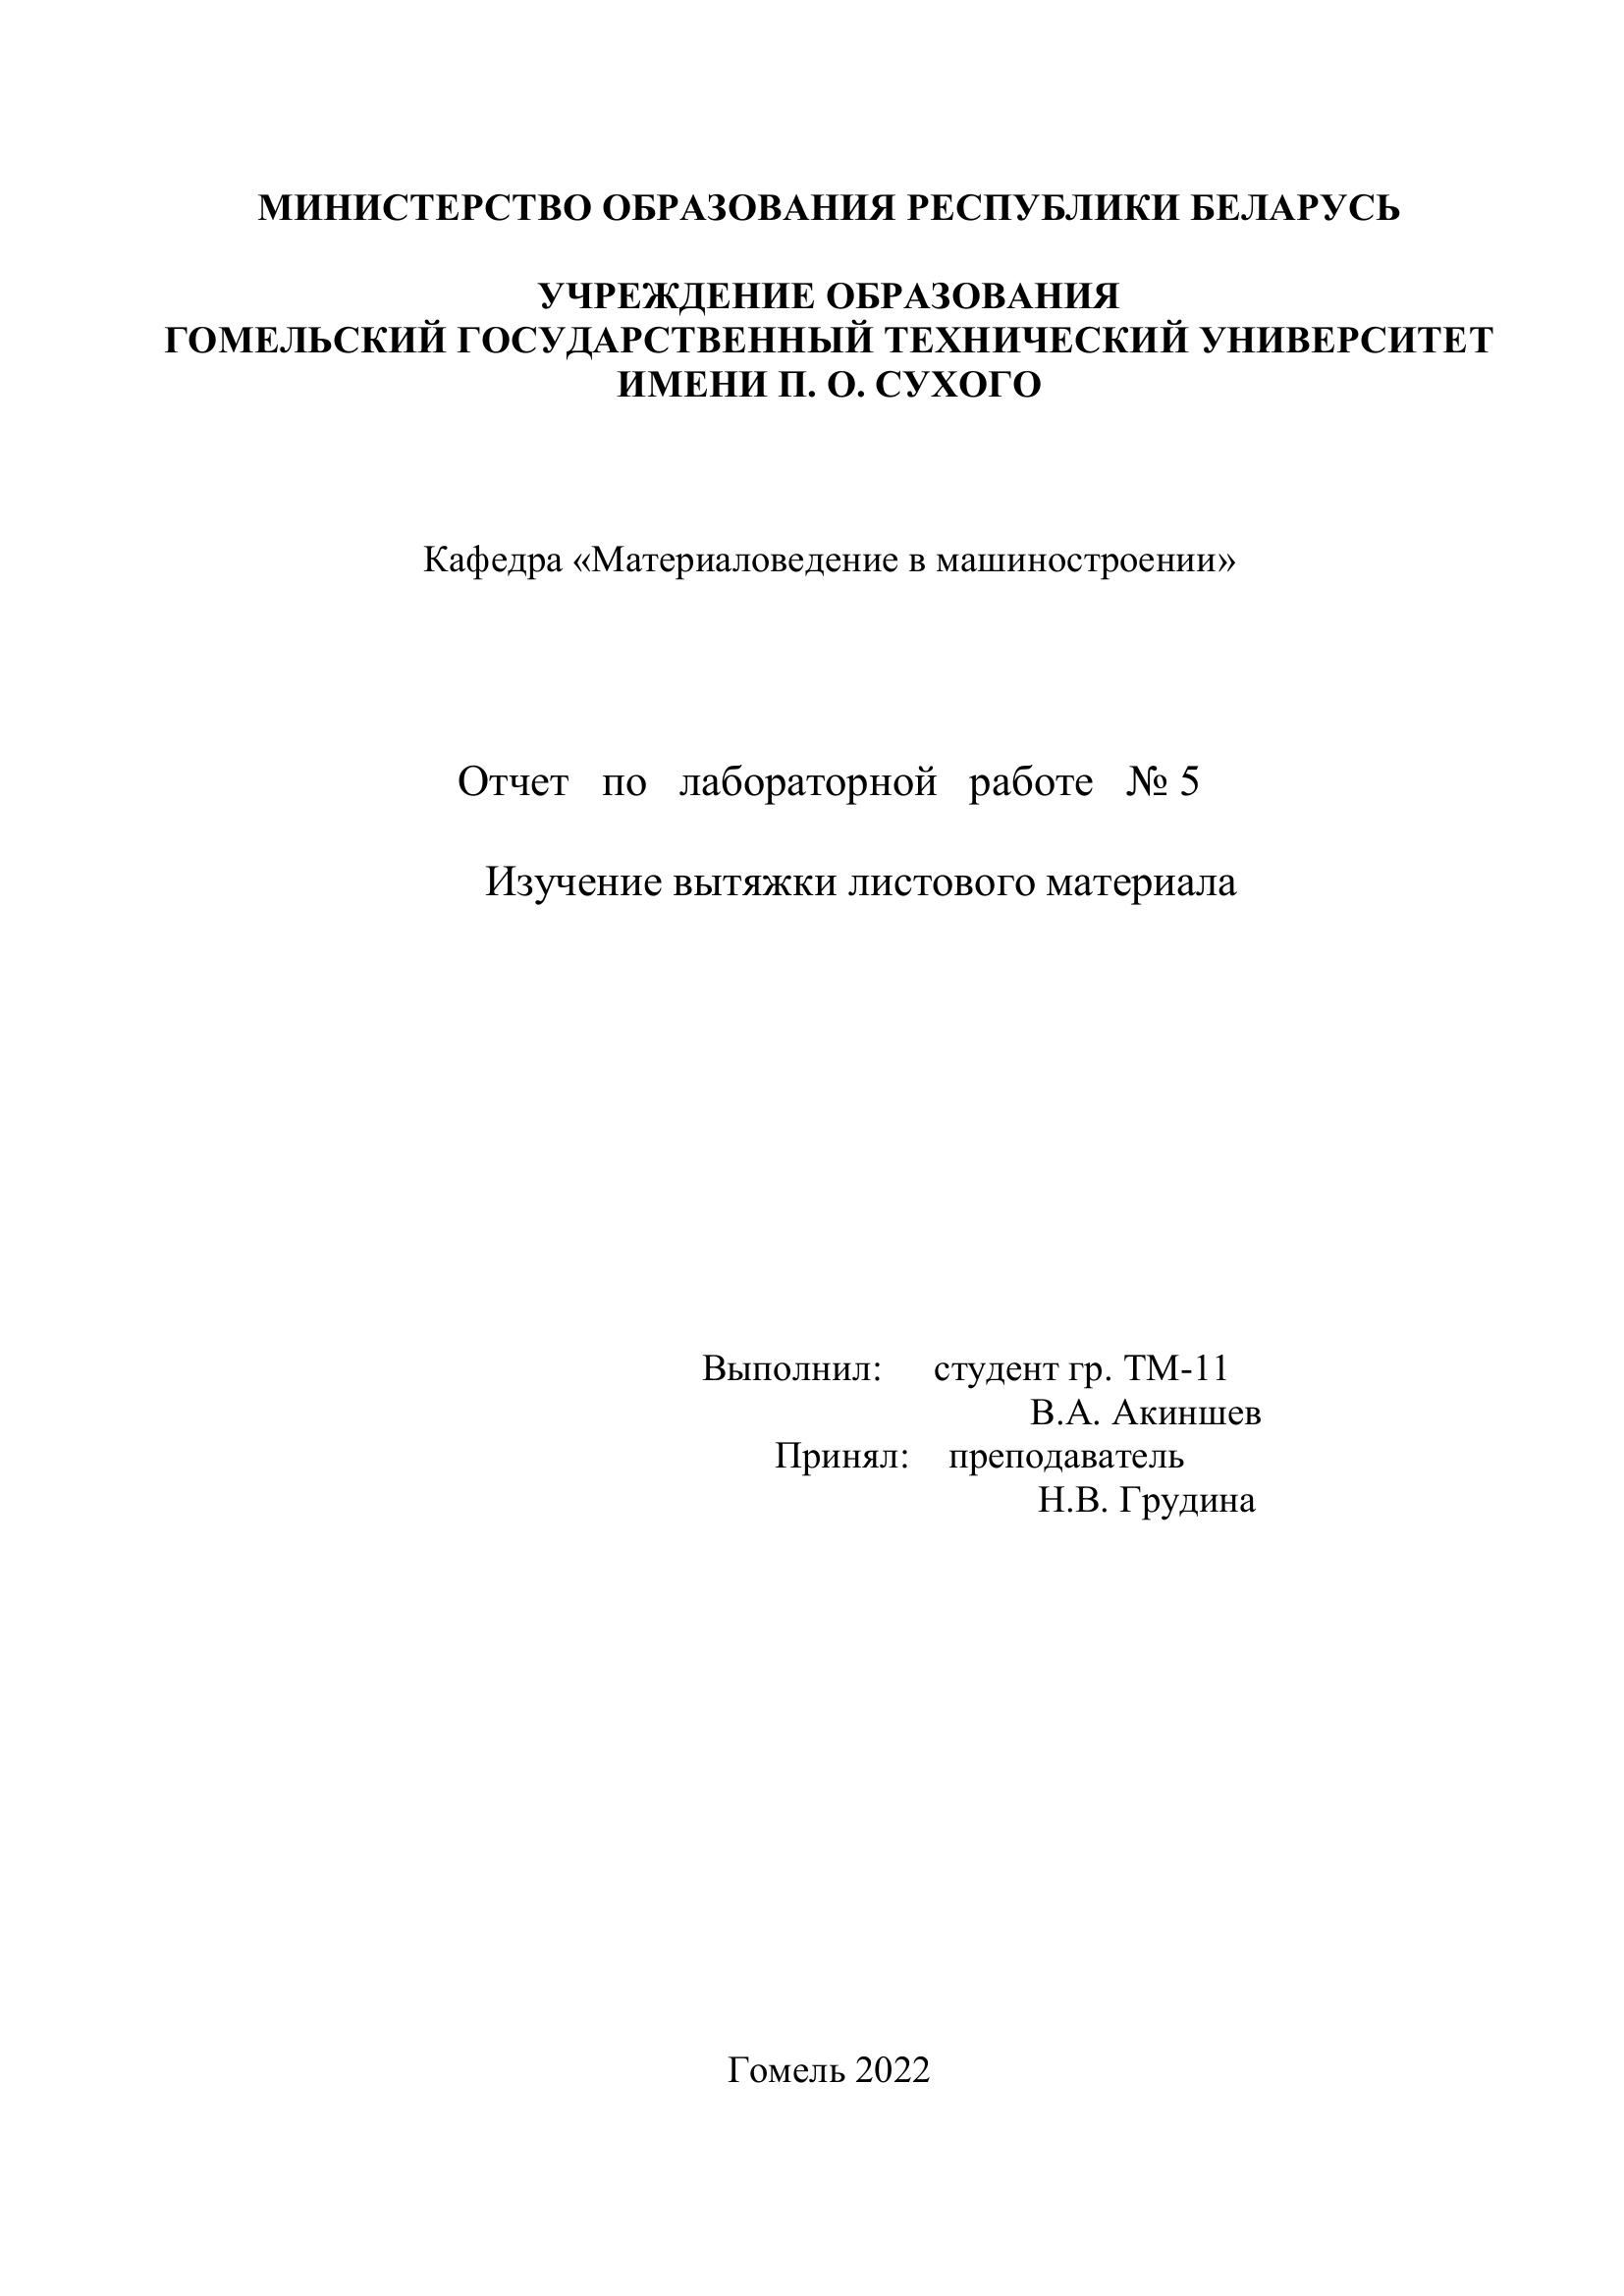 МИНИСТЕРСТВО ОБРАЗОВАНИЯ РЕСПУБЛИКИ БЕЛАРУСЬ
УЧРЕЖДЕНИЕ ОБРАЗОВАНИЯ
ГОМЕЛЬСКИЙ ГОСУДАРСТВЕННЫЙ ТЕХНИЧЕСКИЙ УНИВЕРСИТЕТ
ИМЕНИ П. О. СУХОГО
Кафедра «Материаловедение в машиностроении»
Отчет по лабораторной работе № 5
Изучение вытяжки листового материала
Выполнил: студент гр. ТМ-11
В.А. Акиншев
Принял: преподаватель
Н.В. Грудина
Гомель 2022